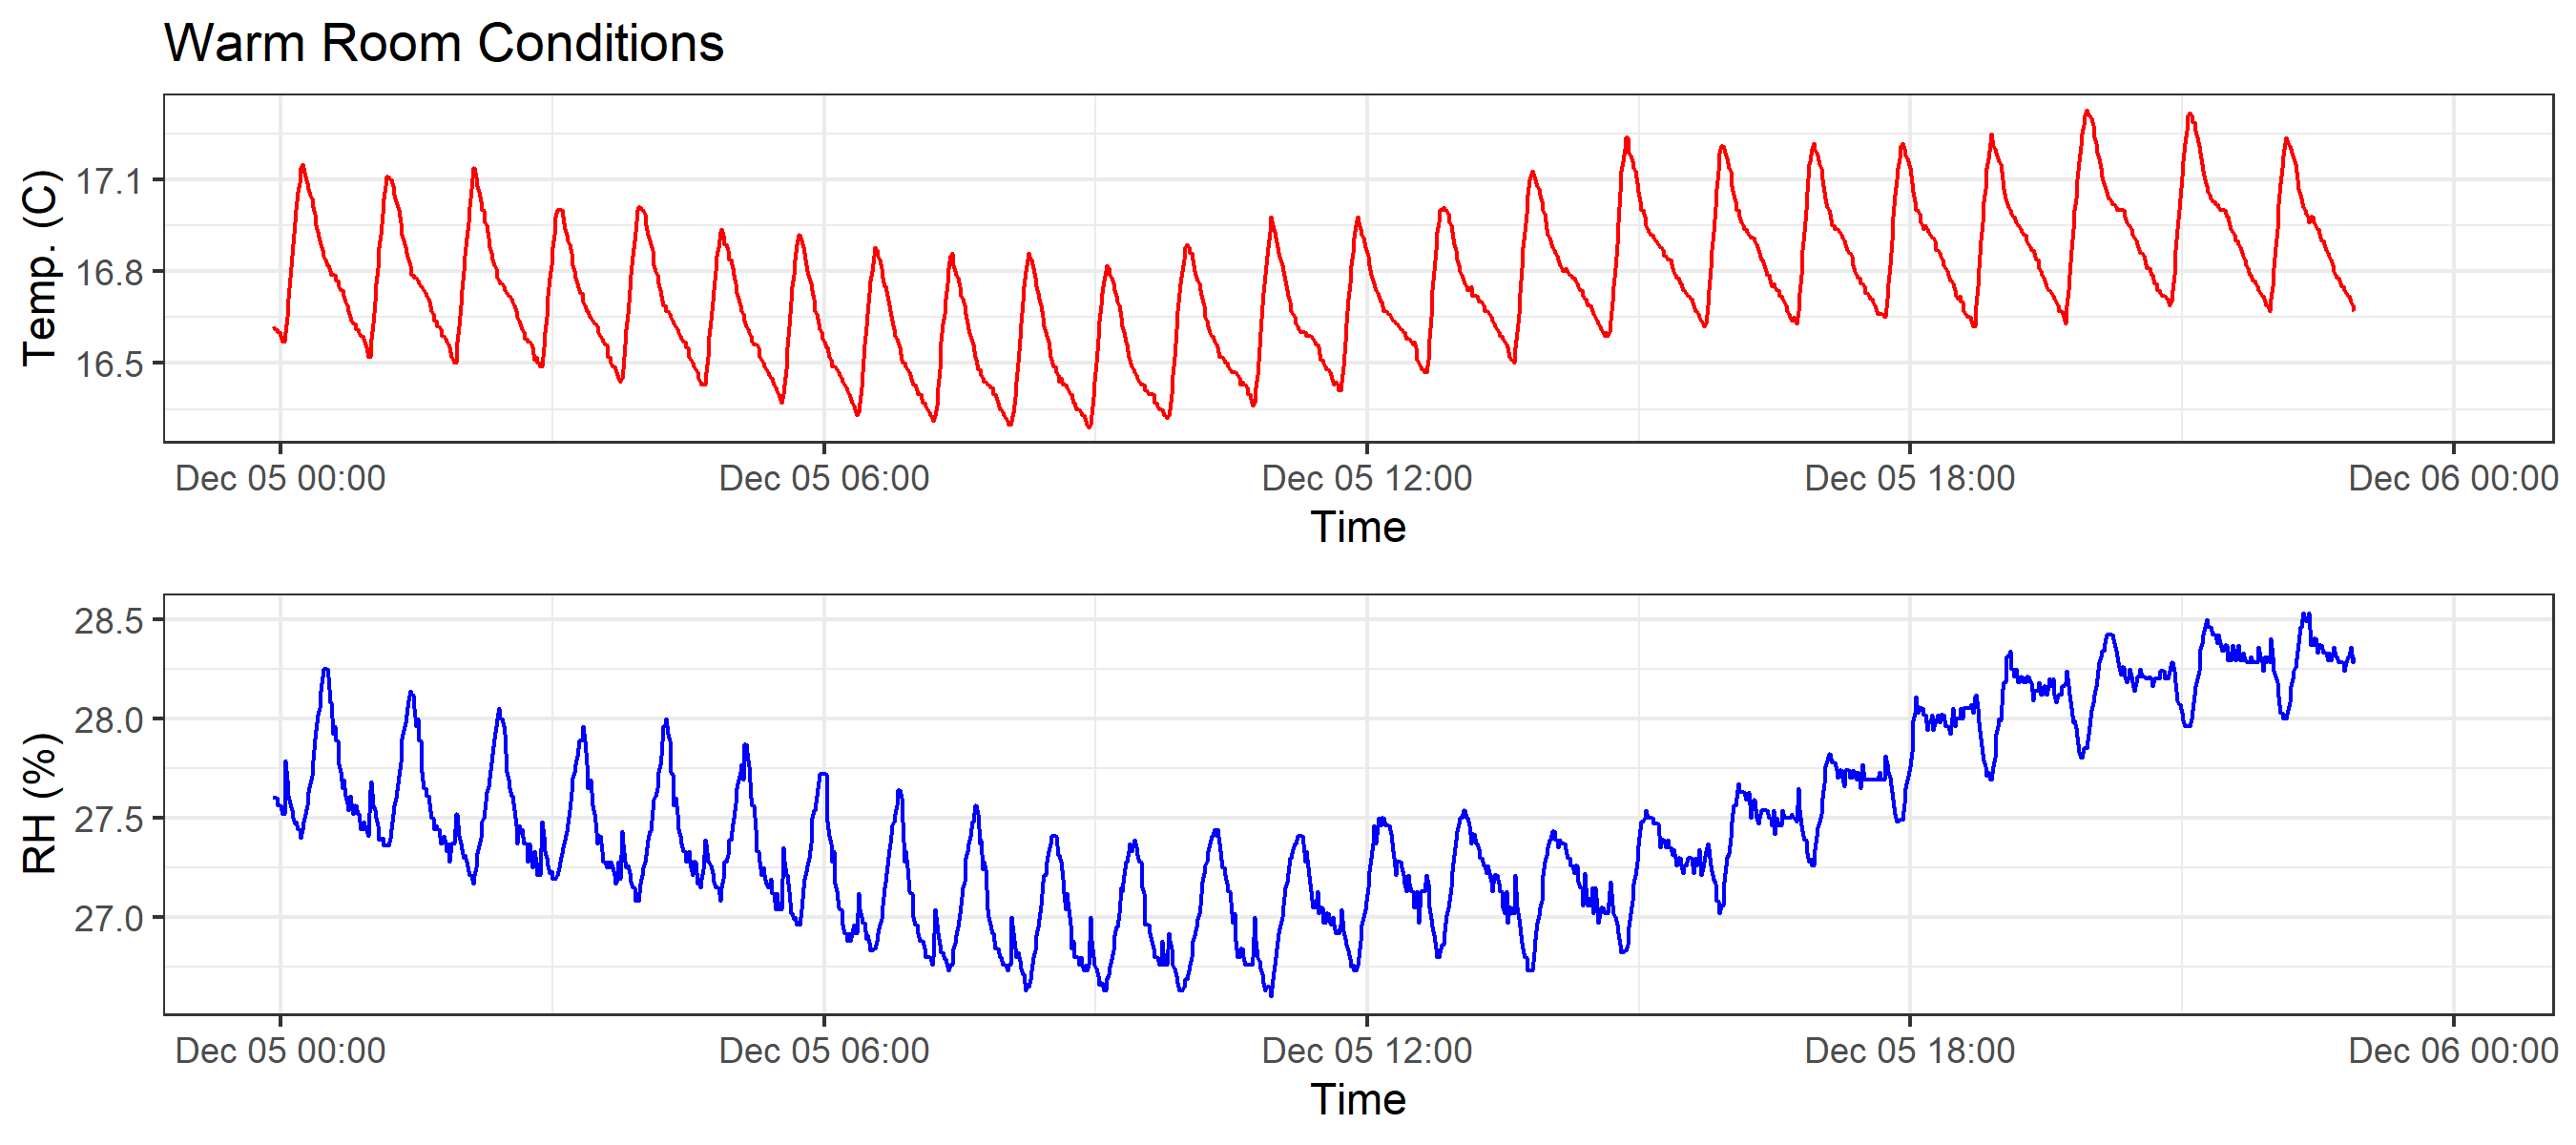 Warm Room Conditions
Temp. (C)
17.1
16.8
16.5
Dec 05 00:00 Dec 05 06:00 Dec 05 12:00 Dec 05 18:00 Dec 06 00:00
Time
RH (%)
28.5
28.0
27.5
27.0
Dec 05 00:00 Dec 05 06:00 Dec 05 12:00 Dec 05 18:00 Dec 06 00:00
Time